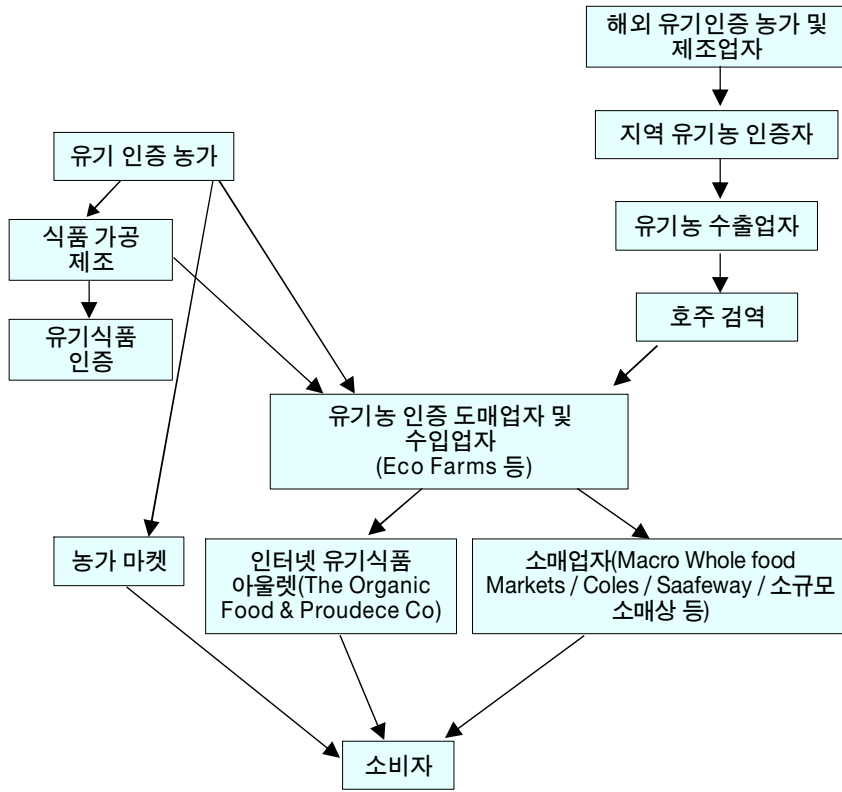 해외 유기인증 농가 및
제조업자
지역 유기농 인증자
유기 인증 농가
유기농 수출업자
식품 가공
제조
호주 검역
유기식품
인증
유기농 인증 도매업자 및
수입업자
(Eco Farms 등)
농가 마켓
인터넷 유기식품
아울렛(The Organic
Food & Proudece Co)
소매업자(Macro Whole food
Markets / Coles / Saafeway / 소규모
소매상 등)
소비자